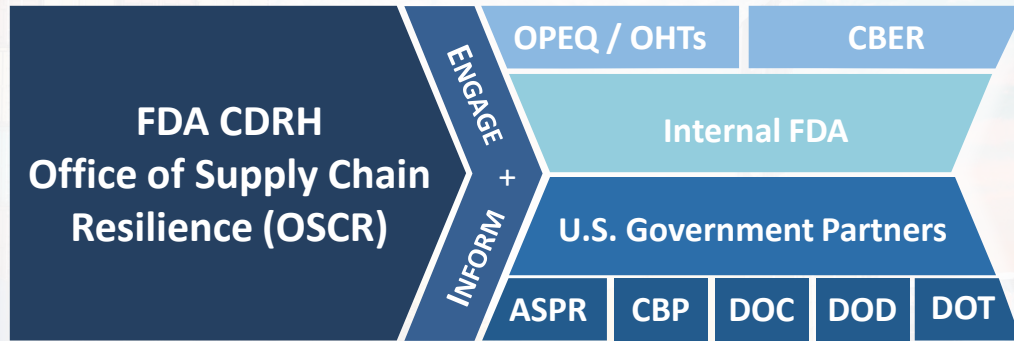 FDA CDRH
Office of Supply Chain
Resilience (OSCR)
ENGAGE + INFORM
OPEQ / OHTs
CBER
Internal FDA
U.S. Government Partners
ASPR
CBP
DOC
DOD
DOT